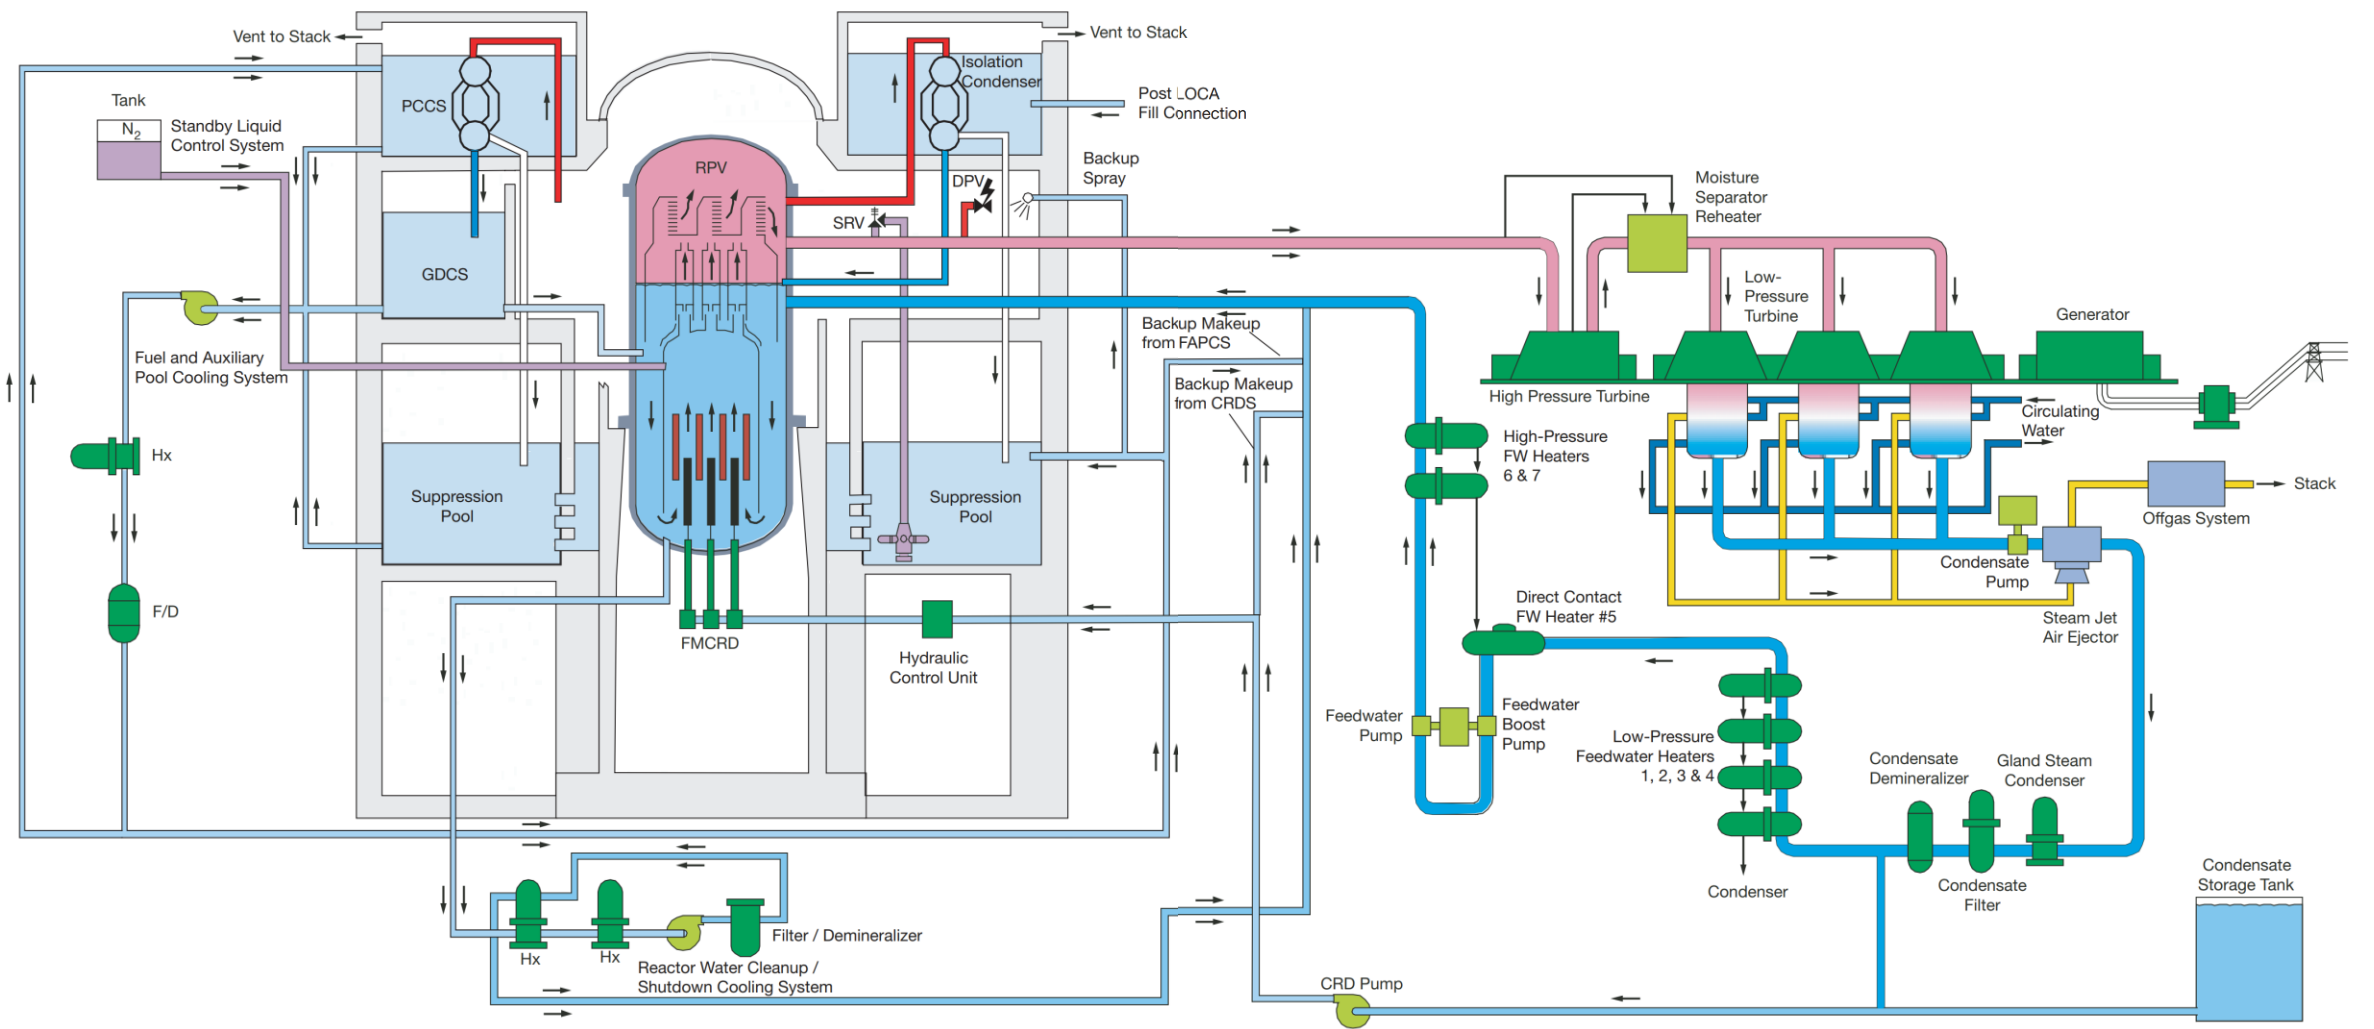 Vent to Stack
Vent to Stack
Isolation
Condenser
PCCS
Post LOCA
Fill Connection
Tank
N2
Standby Liquid
Control System
Backup
Spray
RPV
DPV
SRV
Moisture
Separator
Reheater
GDCS
Low-
Pressure
Turbine
Generator
Backup Makeup
from FAPCS
Fuel and Auxiliary
Pool Cooling System
Backup Makeup
from CRDS
High Pressure Turbine
Circulating
Water
Hx
High-Pressure
FW Heaters
6 & 7
Suppression
Pool
Suppression
Pool
Stack
Offgas System
Condensate
Pump
F/D
Direct Contact
FW Heater #5
Steam Jet
Air Ejector
FMCRD
Hydraulic
Control Unit
Feedwater
Pump
Feedwater
Boost
Pump
Low-Pressure
Feedwater Heaters
1, 2, 3 & 4
Condensate
Demineralizer
Gland Steam
Condenser
Condenser
Condensate
Filter
Condensate
Storage Tank
Filter / Demineralizer
Hx
Hx
Reactor Water Cleanup /
Shutdown Cooling System
CRD Pump